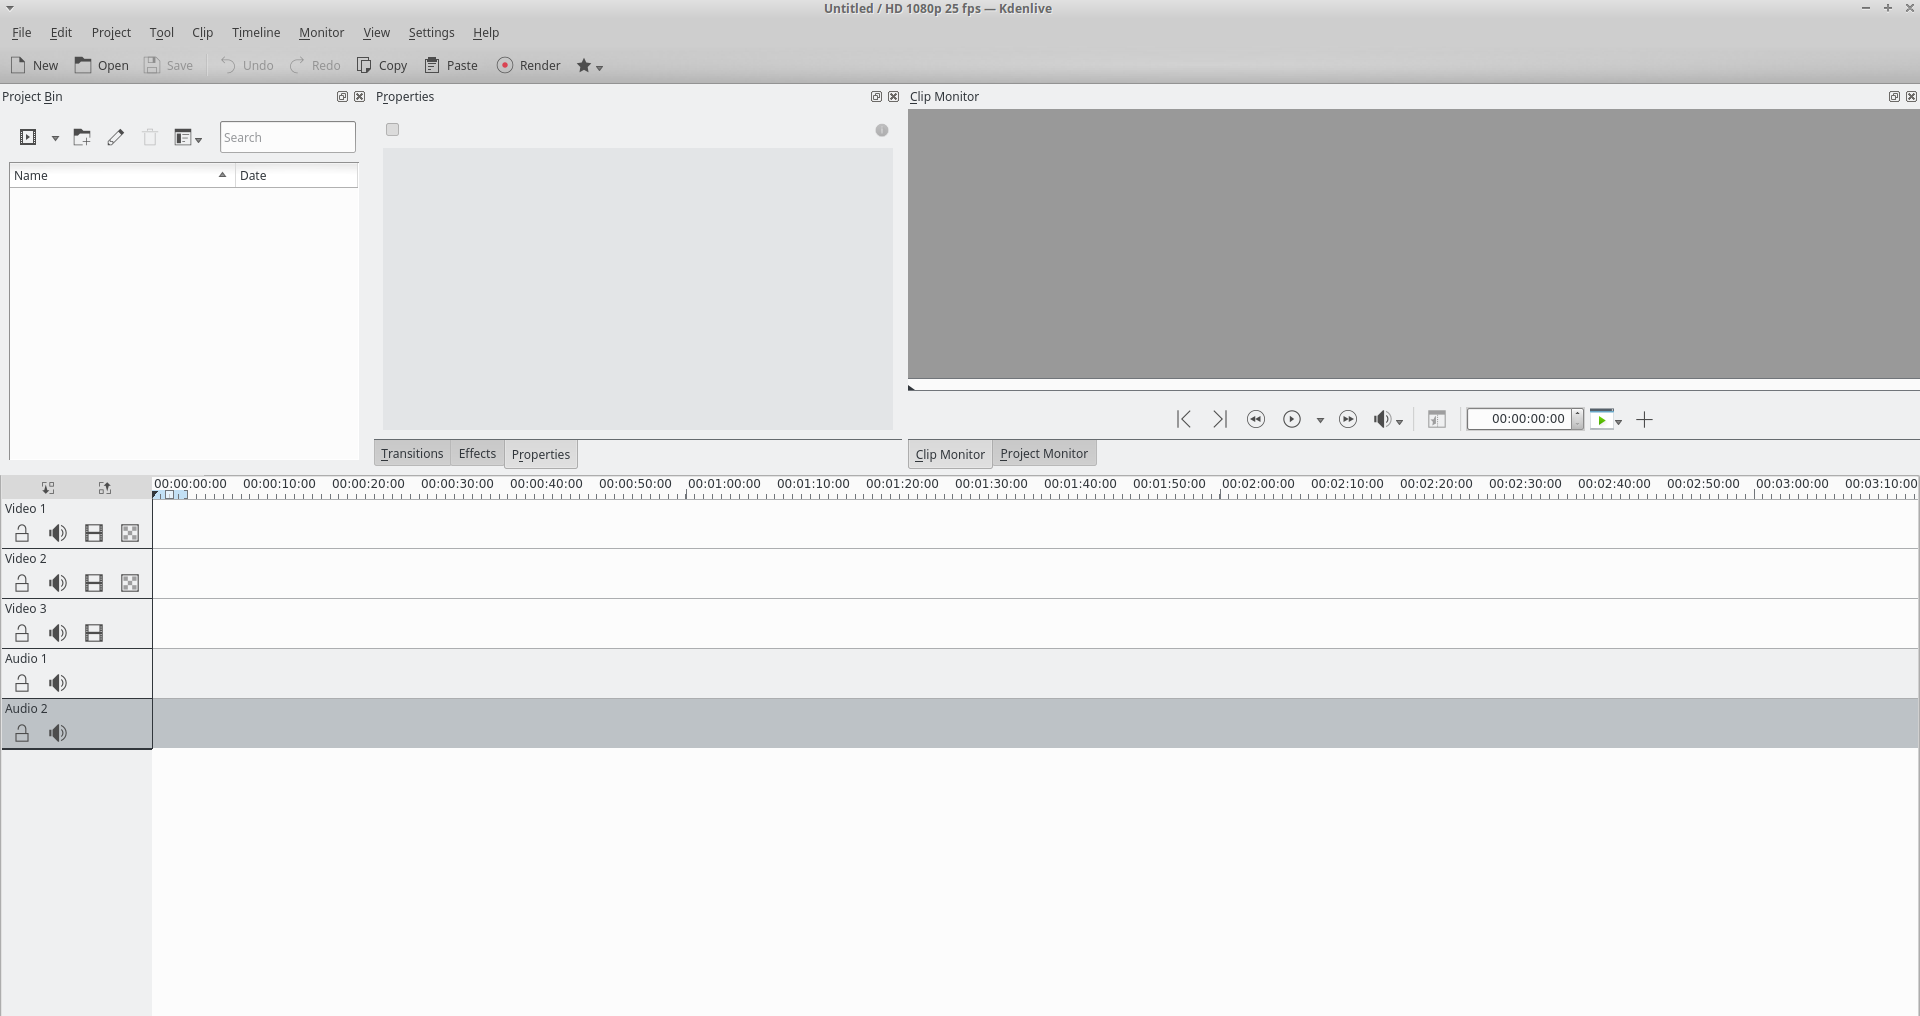 Untitled / HD 1080p 25 fps — Kdenlive
File Edit Project Tool Clip Timeline Monitor View Settings Help
New Open Save Undo Redo Copy Paste Render
Project Bin
Search
Name Date
Properties
Transitions Effects Properties
Clip Monitor
00:00:00:00
Clip Monitor Project Monitor
00:00:00:00 00:00:10:00 00:00:20:00 00:00:30:00 00:00:40:00 00:00:50:00 00:01:00:00 00:01:10:00 00:01:20:00 00:01:30:00 00:01:40:00 00:01:50:00 00:02:00:00 00:02:10:00 00:02:20:00 00:02:30:00 00:02:40:00 00:02:50:00 00:03:00:00 00:03:10:00
Video 1
Video 2
Video 3
Audio 1
Audio 2